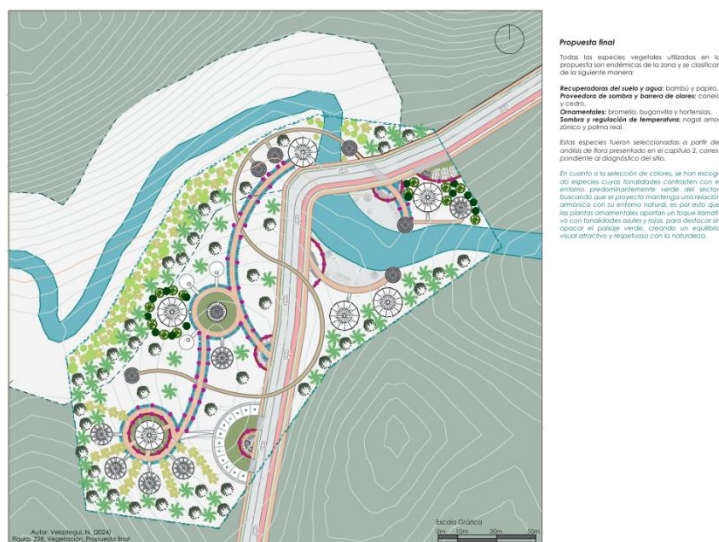 Propuesta final
Todas las especies vegetales utilizadas en la
propuesta son endémicas de la zona y se clasifican
de la siguiente manera:
Recuperadoras del suelo y agua: bambú y papiro.
Proveedora de sombra y barrera de olores: canelo
y cedro.
Ornamentales: bromelia, buganvilla y hortensias.
Sombra y regulación de temperatura: nogal ama-
zónico y palma real.
Estas especies fueron seleccionadas a partir del
análisis de flora presentado en el capítulo 2, corres-
pondiente al diagnóstico del sitio.
En cuanto a la selección de colores, se han escogi-
do especies cuyas tonalidades contrasten con el
entorno predominantemente verde del sector,
buscando que el proyecto mantenga una relación
armónica con su entorno natural, es por esto que
las plantas ornamentales aportan un toque llamati-
vo con tonalidades azules y rojas, para destacar sin
opacar el paisaje verde, creando un equilibrio
visual atractivo y respetuoso con la naturaleza.
Escala Gráfica
0m 10m 30m 50m
Autor: Velastegui, N. (2024)
Figura: 228. Vegetación, Propuesta final